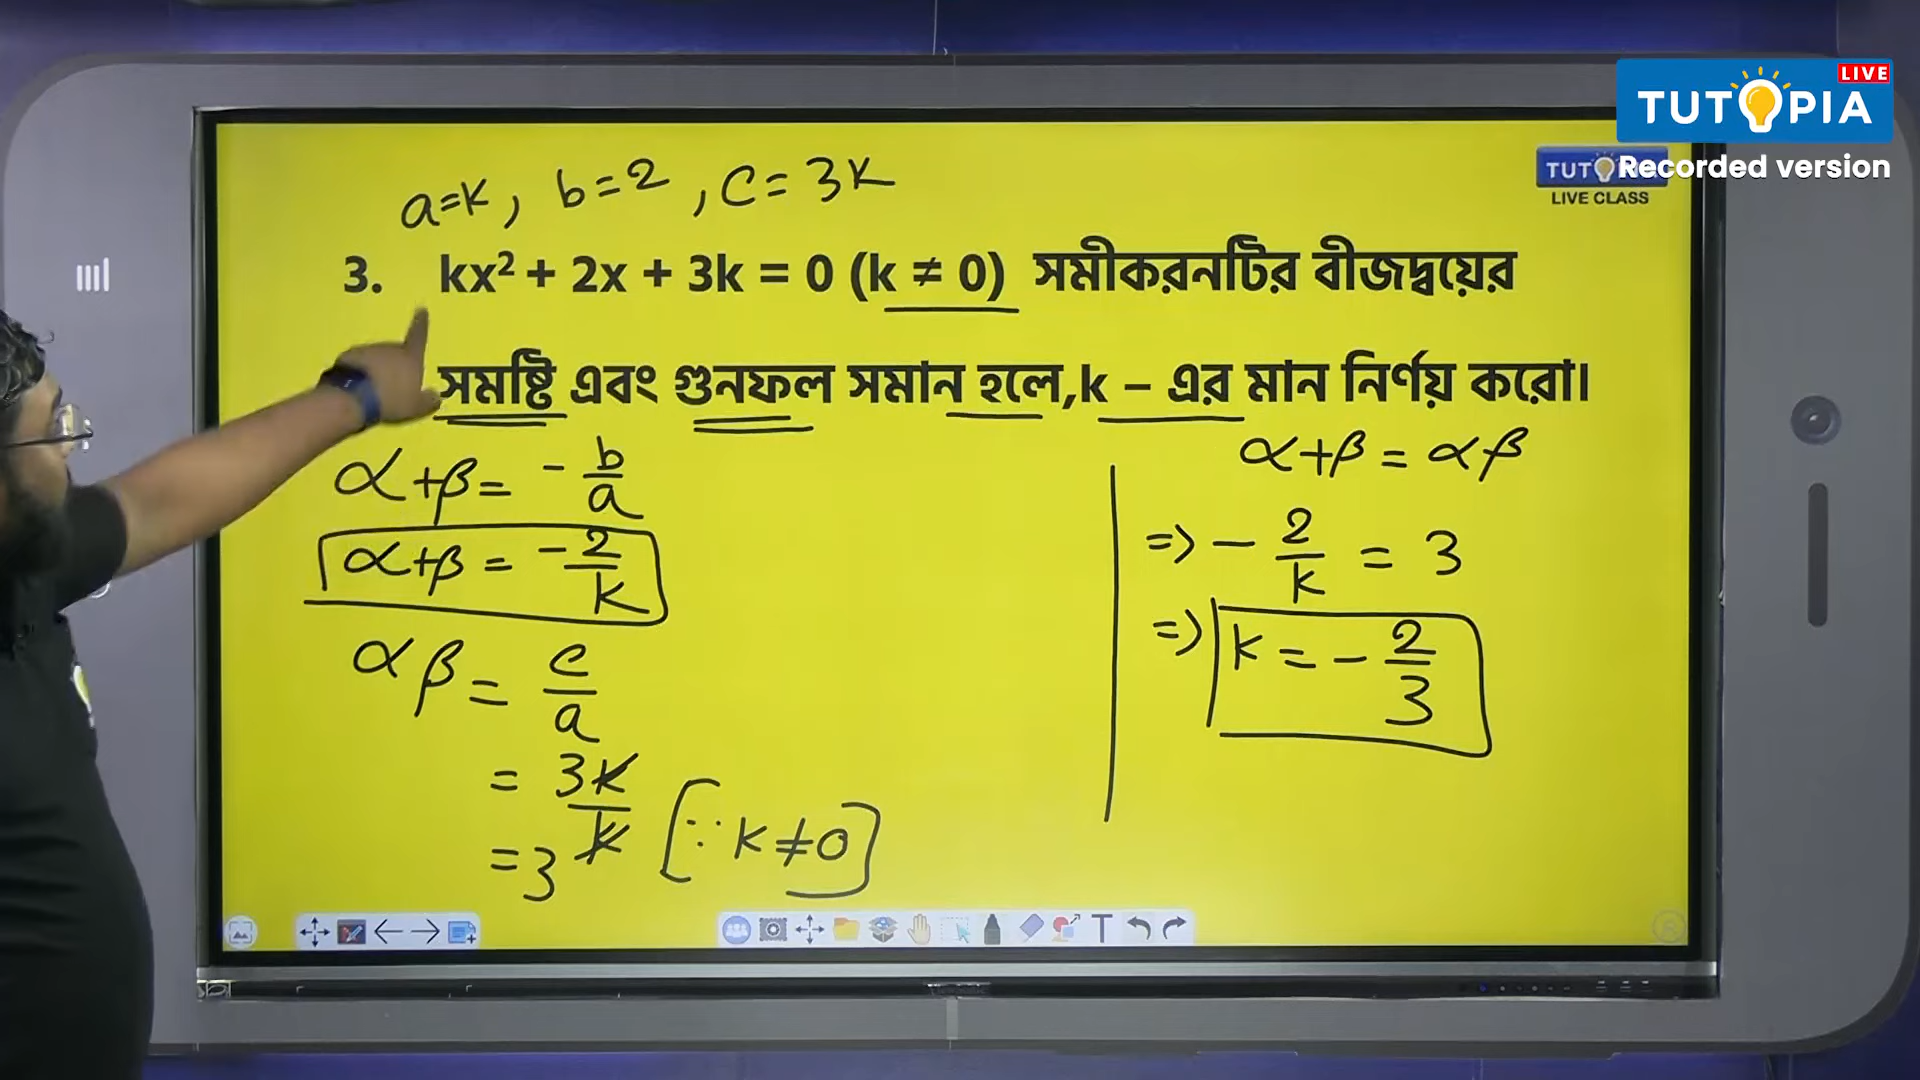 LIVE
TUTOPIA
Recorded version
TUT
LIVE CLASS
a=k, b=2, c=3k
3. kx² + 2x + 3k = 0 (k ≠ 0) সমীকরনটির বীজদ্বয়ের
সমষ্টি এবং গুনফল সমান হলে,k – এর মান নির্ণয় করো।
α+β = - b/a
α+β = - 2/k
αβ = c/a
= 3k/k
= 3 [∵ k≠0]
α+β = αβ
=> - 2/k = 3
=> k = - 2/3
T